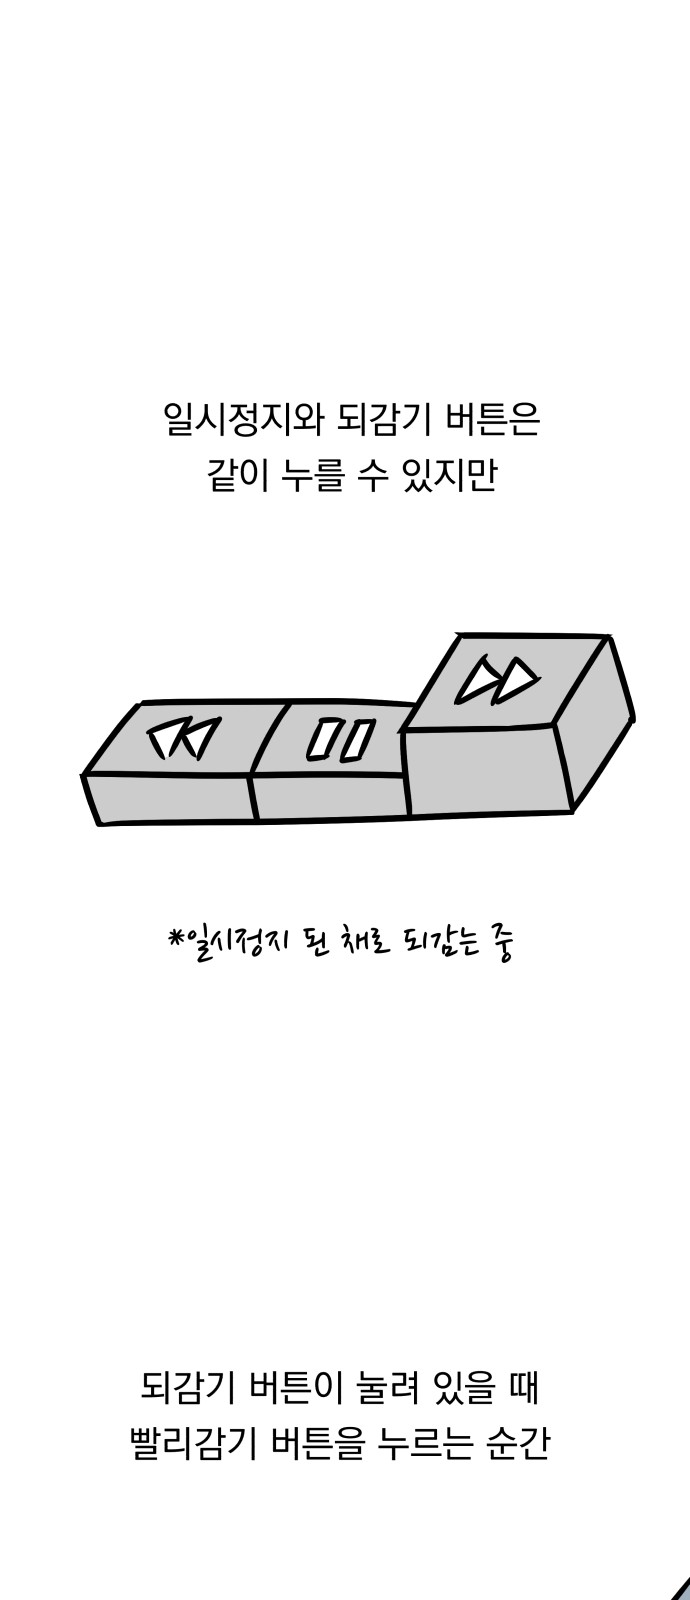 일시정지와 되감기 버튼은
같이 누를 수 있지만
*일시정지 된 채로 되감는 중
되감기 버튼이 눌려 있을 때
빨리감기 버튼을 누르는 순간